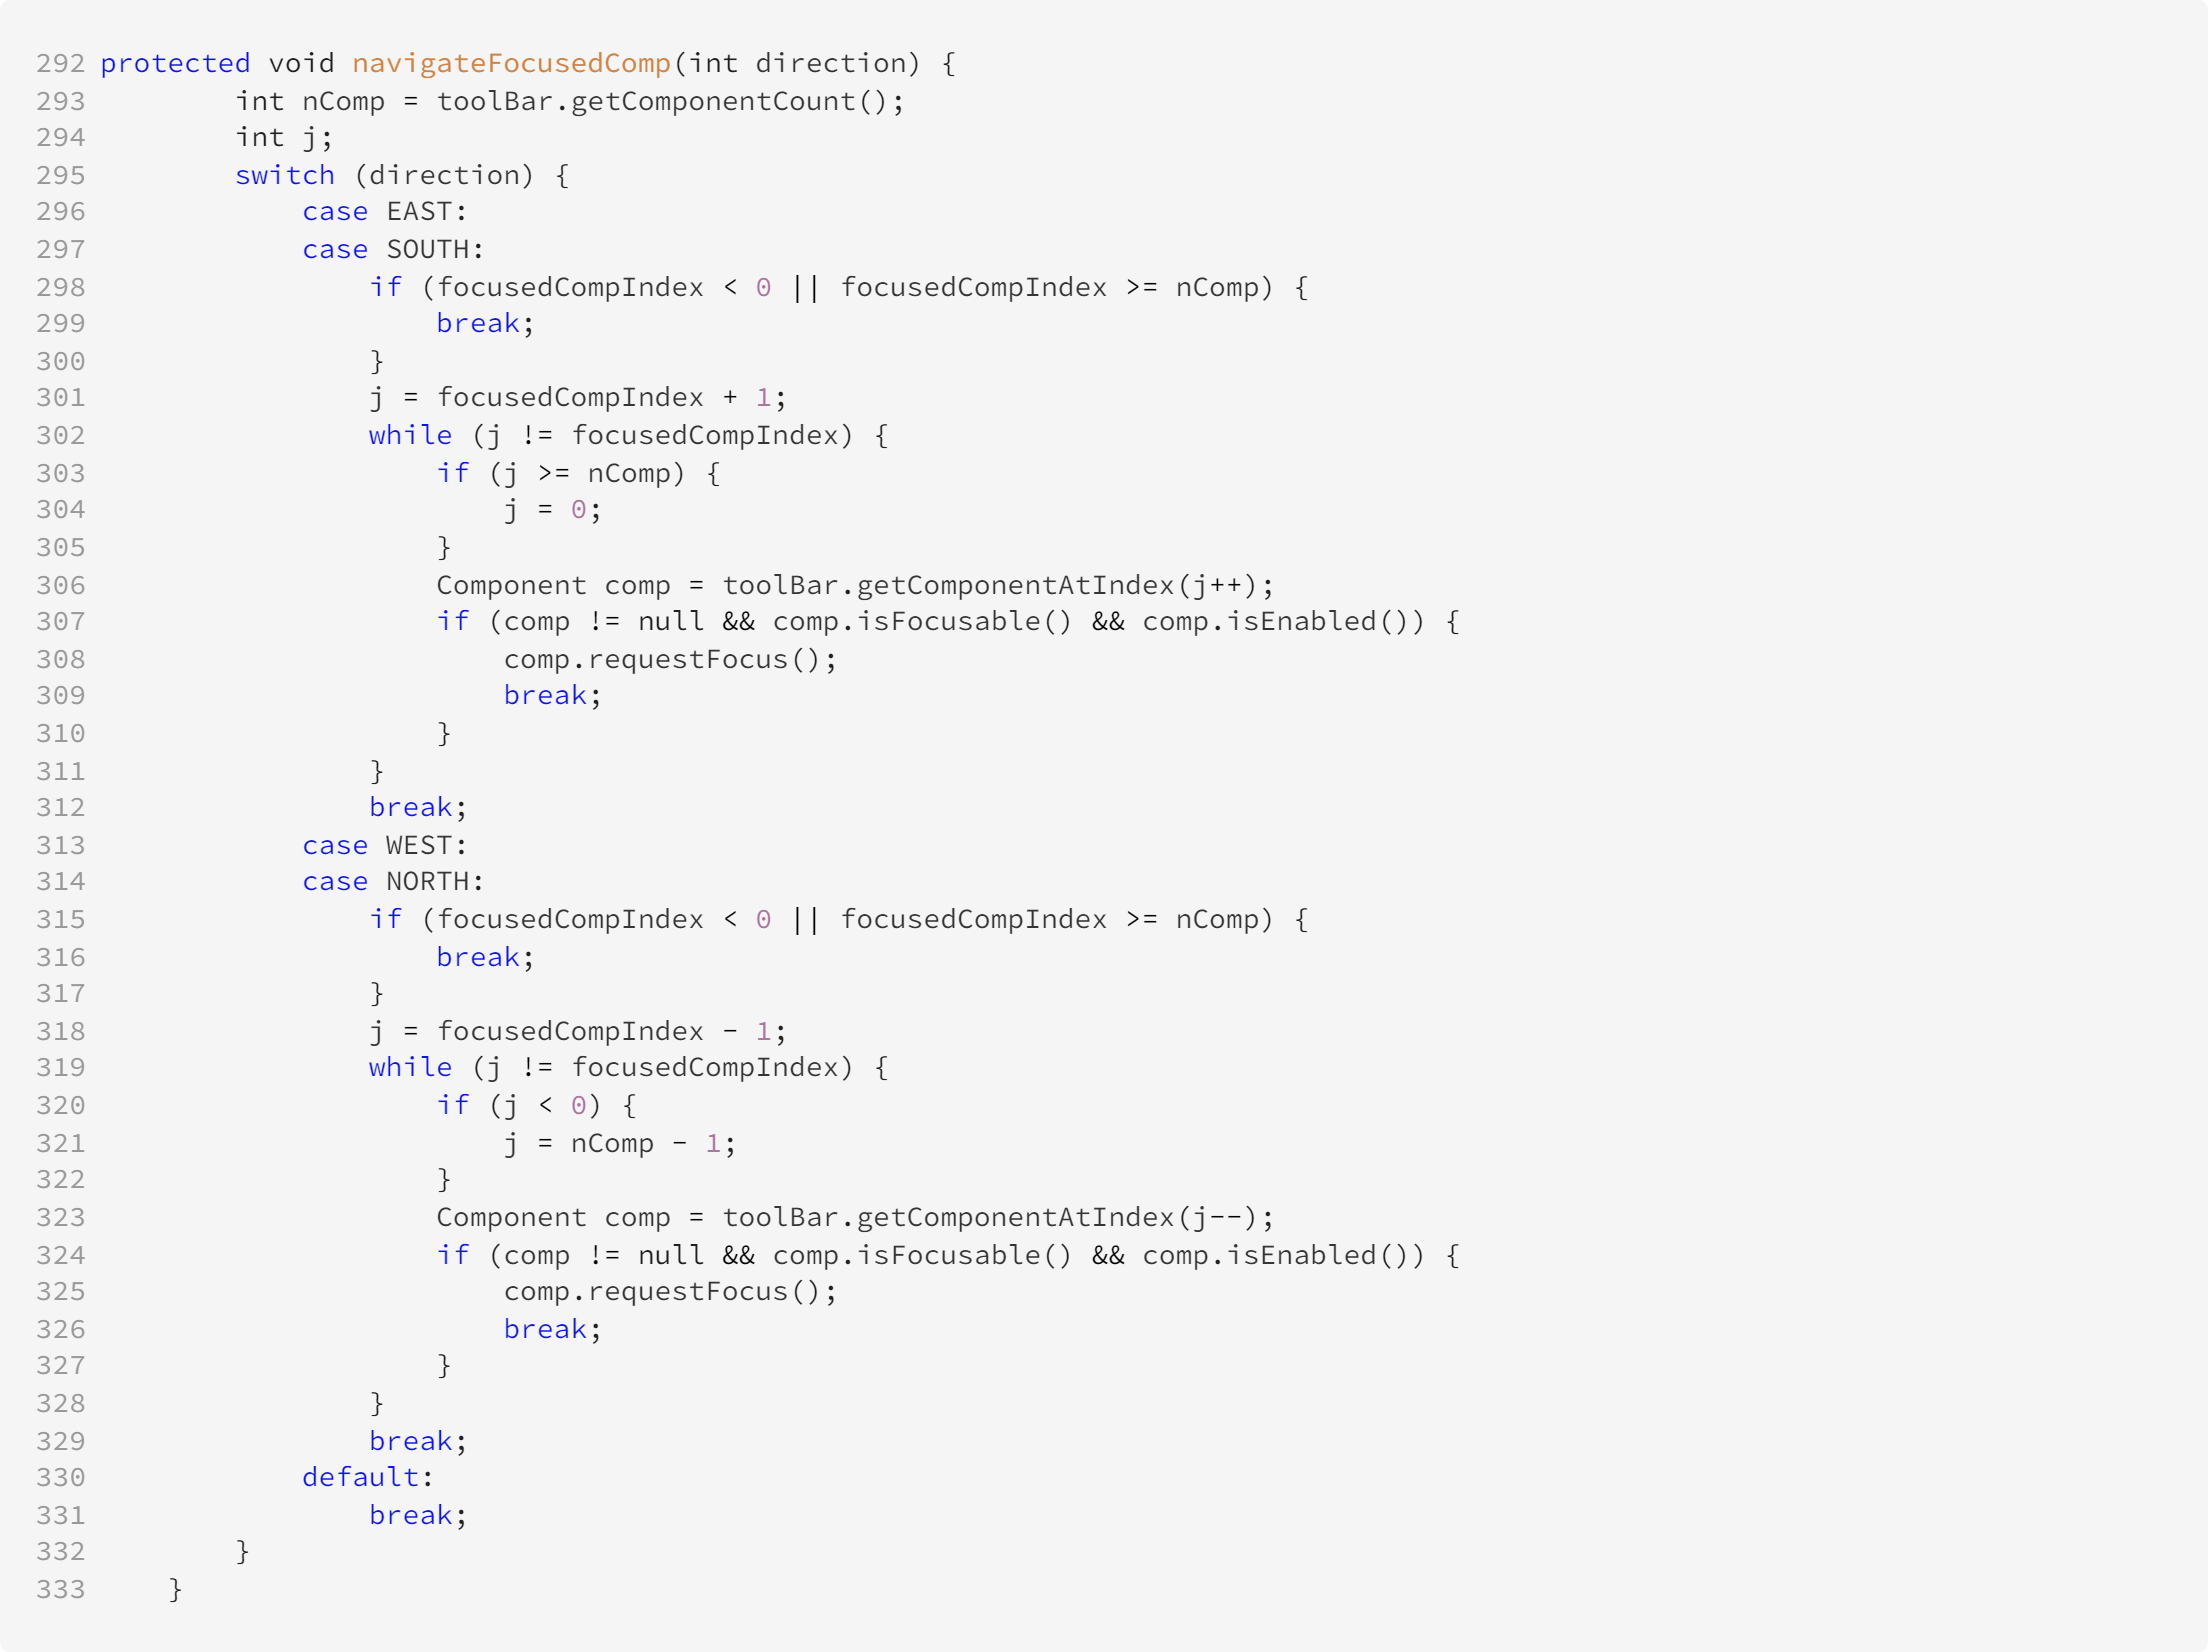 292 protected void navigateFocusedComp(int direction) {
293         int nComp = toolBar.getComponentCount();
294         int j;
295         switch (direction) {
296             case EAST:
297             case SOUTH:
298                 if (focusedCompIndex < 0 || focusedCompIndex >= nComp) {
299                     break;
300                 }
301                 j = focusedCompIndex + 1;
302                 while (j != focusedCompIndex) {
303                     if (j >= nComp) {
304                         j = 0;
305                     }
306                     Component comp = toolBar.getComponentAtIndex(j++);
307                     if (comp != null && comp.isFocusable() && comp.isEnabled()) {
308                         comp.requestFocus();
309                         break;
310                     }
311                 }
312                 break;
313             case WEST:
314             case NORTH:
315                 if (focusedCompIndex < 0 || focusedCompIndex >= nComp) {
316                     break;
317                 }
318                 j = focusedCompIndex - 1;
319                 while (j != focusedCompIndex) {
320                     if (j < 0) {
321                         j = nComp - 1;
322                     }
323                     Component comp = toolBar.getComponentAtIndex(j--);
324                     if (comp != null && comp.isFocusable() && comp.isEnabled()) {
325                         comp.requestFocus();
326                         break;
327                     }
328                 }
329                 break;
330             default:
331                 break;
332         }
333     }